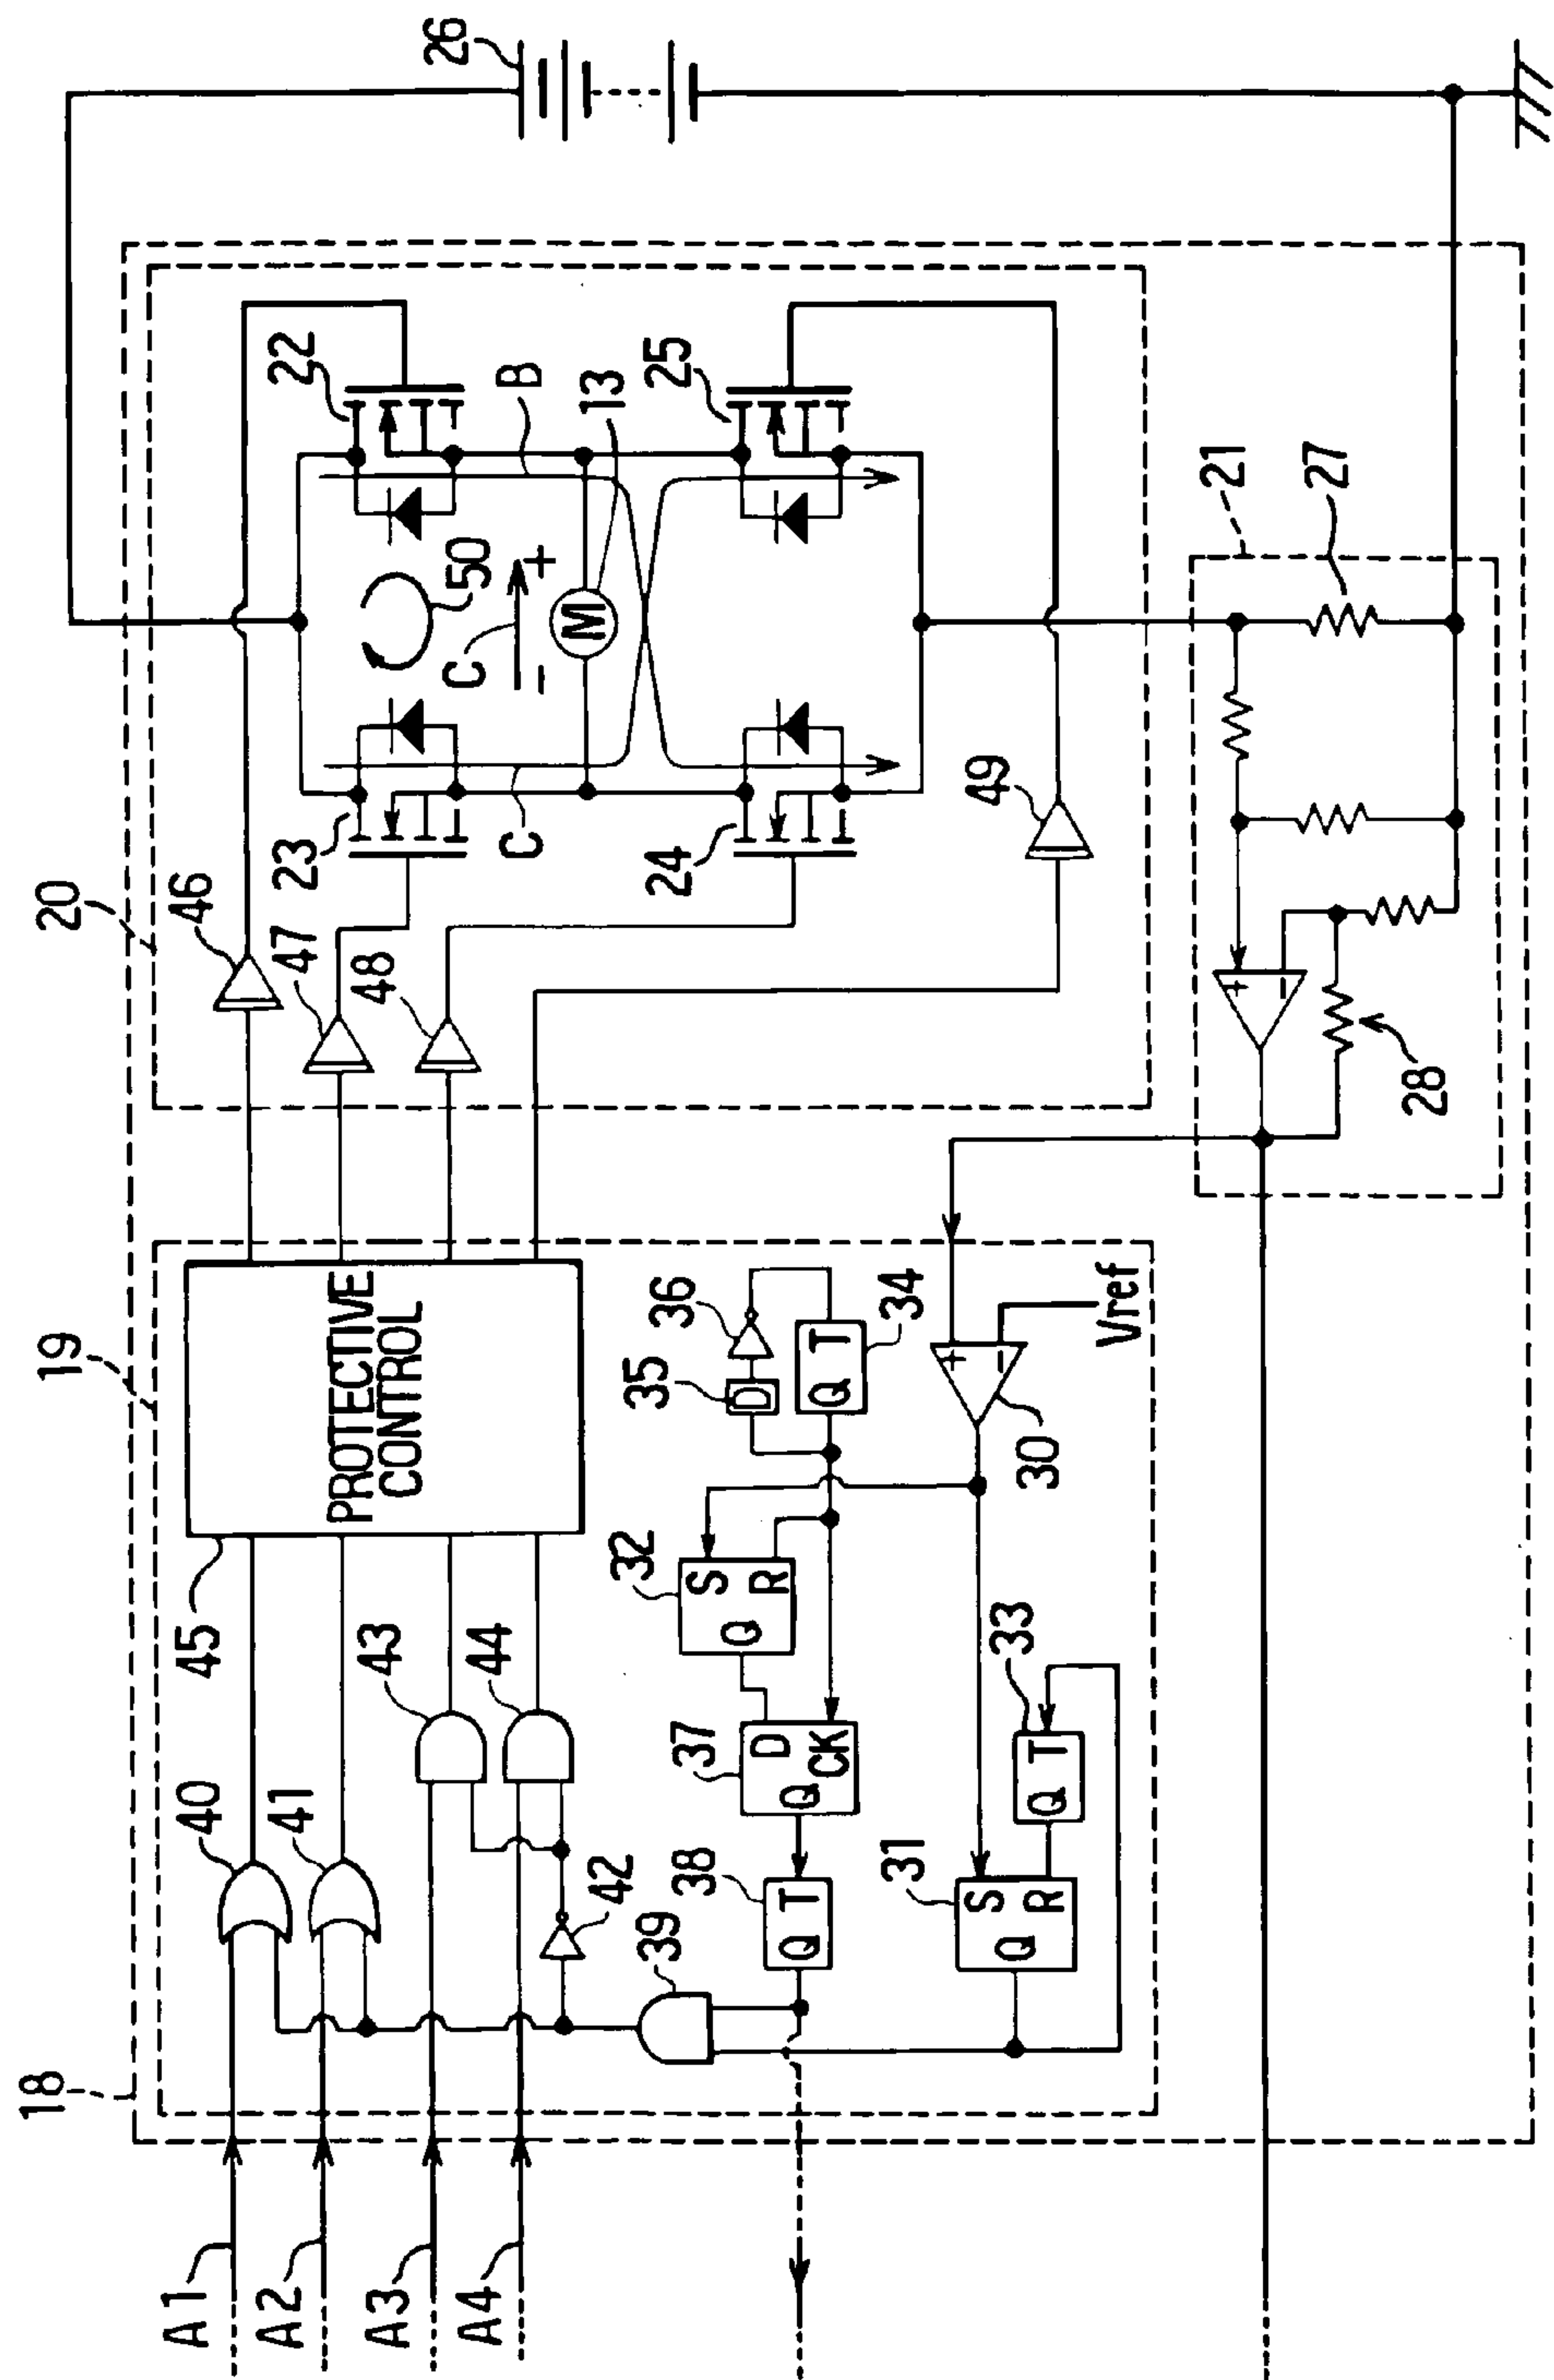 18
19
20
A1
A2
A3
A4
40
41
42
43
44
45
PROTECTIVE
CONTROL
46
47
48
49
23
22
24
25
13
B
C
C
- +
50
M
26
39
38
Q T
37
D
Q CK
32
S
Q R
35
D
36
34
Q T
31
S
Q R
33
Q T
30
+
-
Vref
21
27
28
+
-